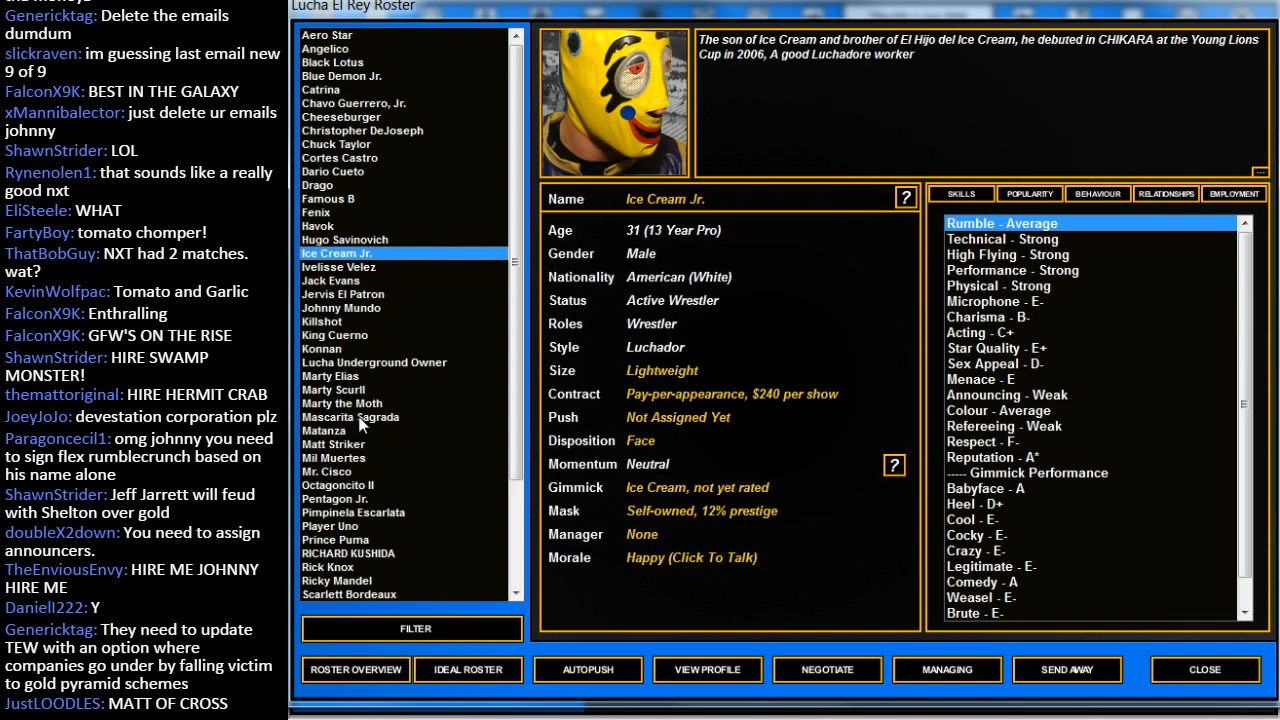 Genericktag: Delete the emails
dumdum
slickraven: im guessing last email new
9 of 9
FalconX9K: BEST IN THE GALAXY
xMannibalector: just delete ur emails
johnny
ShawnStrider: LOL
Rynenolen1: that sounds like a really
good nxt
EliSteele: WHAT
FartyBoy: tomato chomper!
ThatBobGuy: NXT had 2 matches.
wat?
KevinWolfpac: Tomato and Garlic
FalconX9K: Enthralling
FalconX9K: GFW'S ON THE RISE
ShawnStrider: HIRE SWAMP
MONSTER!
themattoriginal: HIRE HERMIT CRAB
JoeyJoJo: devestation corporation plz
Paragoncecil1: omg johnny you need
to sign flex rumblecrunch based on
his name alone
ShawnStrider: Jeff Jarrett will feud
with Shelton over gold
doubleX2down: You need to assign
announcers.
TheEnviousEnvy: HIRE ME JOHNNY
HIRE ME
DanielI222: Y
Genericktag: They need to update
TEW with an option where
companies go under by falling victim
to gold pyramid schemes
JustLOODLES: MATT OF CROSS
Lucha El Rey Roster
Aero Star
Angelico
Black Lotus
Blue Demon Jr.
Catrina
Chavo Guerrero, Jr.
Cheeseburger
Christopher DeJoseph
Chuck Taylor
Cortes Castro
Dario Cueto
Drago
Famous B
Fenix
Havok
Hugo Savinovich
Ice Cream Jr.
Ivelisse Velez
Jack Evans
Jervis El Patron
Johnny Mundo
Killshot
King Cuerno
Konnan
Lucha Underground Owner
Marty Elias
Marty Scurll
Marty the Moth
Mascarita Sagrada
Matanza
Matt Striker
Mil Muertes
Mr. Cisco
Octagoncito II
Pentagon Jr.
Pimpinela Escarlata
Player Uno
Prince Puma
RICHARD KUSHIDA
Rick Knox
Ricky Mandel
Scarlett Bordeaux
FILTER
The son of Ice Cream and brother of El Hijo del Ice Cream, he debuted in CHIKARA at the Young Lions
Cup in 2006, A good Luchadore worker
...
Name Ice Cream Jr. ?
Age 31 (13 Year Pro)
Gender Male
Nationality American (White)
Status Active Wrestler
Roles Wrestler
Style Luchador
Size Lightweight
Contract Pay-per-appearance, $240 per show
Push Not Assigned Yet
Disposition Face
Momentum Neutral ?
Gimmick Ice Cream, not yet rated
Mask Self-owned, 12% prestige
Manager None
Morale Happy (Click To Talk)
SKILLS POPULARITY BEHAVIOUR RELATIONSHIPS EMPLOYMENT
Rumble - Average
Technical - Strong
High Flying - Strong
Performance - Strong
Physical - Strong
Microphone - E-
Charisma - B-
Acting - C+
Star Quality - E+
Sex Appeal - D-
Menace - E
Announcing - Weak
Colour - Average
Refereeing - Weak
Respect - F-
Reputation - A*
----- Gimmick Performance
Babyface - A
Heel - D+
Cool - E-
Cocky - E-
Crazy - E-
Legitimate - E-
Comedy - A
Weasel - E-
Brute - E-
ROSTER OVERVIEW IDEAL ROSTER AUTOPUSH VIEW PROFILE NEGOTIATE MANAGING SEND AWAY CLOSE